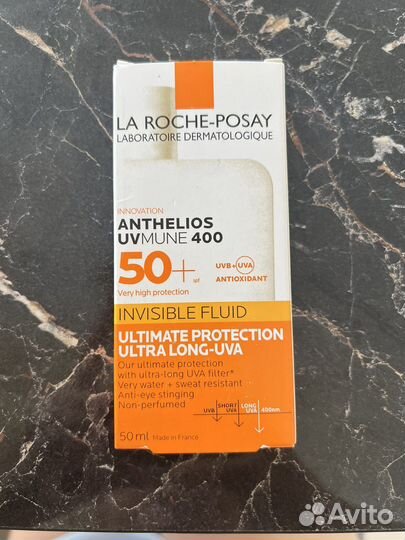 LA ROCHE-POSAY
LABORATOIRE DERMATOLOGIQUE
INNOVATION
ANTHELIOS
UVMUNE 400
50+
SPF
Very high protection
UVB+UVA
ANTIOXIDANT
INVISIBLE FLUID
ULTIMATE PROTECTION
ULTRA LONG-UVA
Our ultimate protection
with ultra-long UVA filter*
Very water + sweat resistant
Anti-eye stinging
Non-perfumed
UVB
SHORT UVA
LONG UVA
400nm
50ml Made in France
Avito